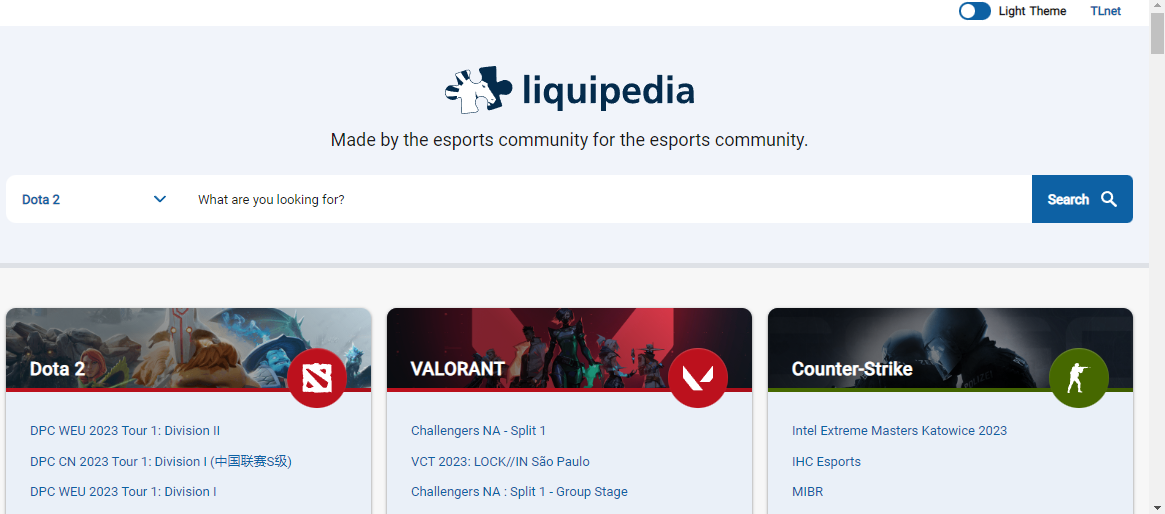 Light Theme TLnet
liquipedia
Made by the esports community for the esports community.
Dota 2 What are you looking for? Search
Dota 2
DPC WEU 2023 Tour 1: Division II
DPC CN 2023 Tour 1: Division I (中国联赛S级)
DPC WEU 2023 Tour 1: Division I
VALORANT
Challengers NA - Split 1
VCT 2023: LOCK//IN São Paulo
Challengers NA : Split 1 - Group Stage
Counter-Strike
Intel Extreme Masters Katowice 2023
IHC Esports
MIBR